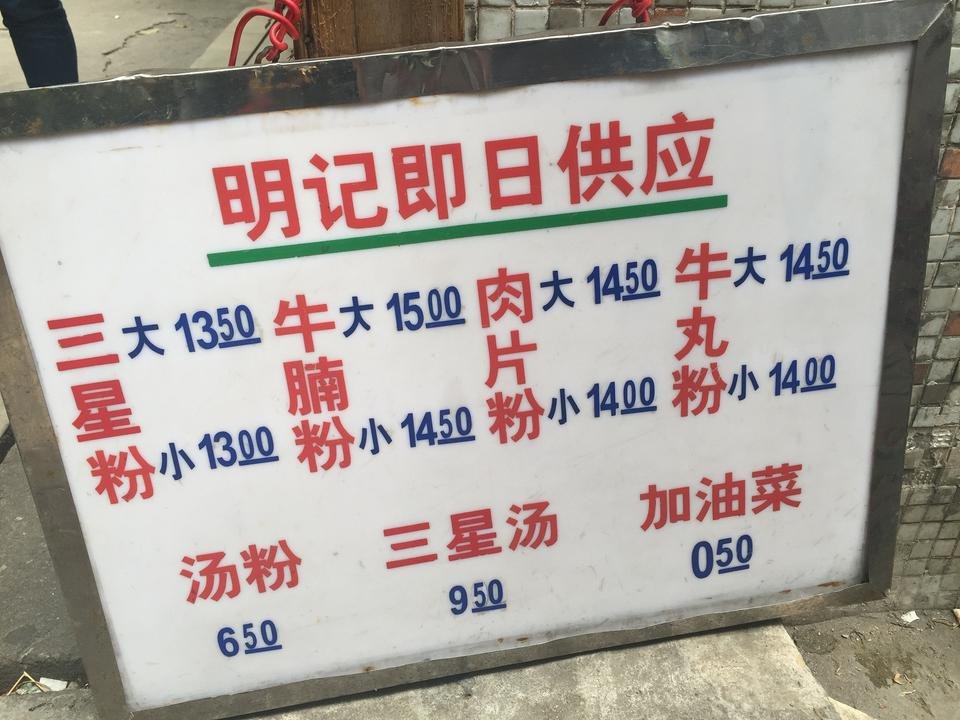 明记即日供应
三星粉 大 1350 小 1300
牛腩粉 大 1500 小 1450
肉片粉 大 1450 小 1400
牛丸粉 大 1450 小 1400
汤粉 650
三星汤 950
加油菜 050